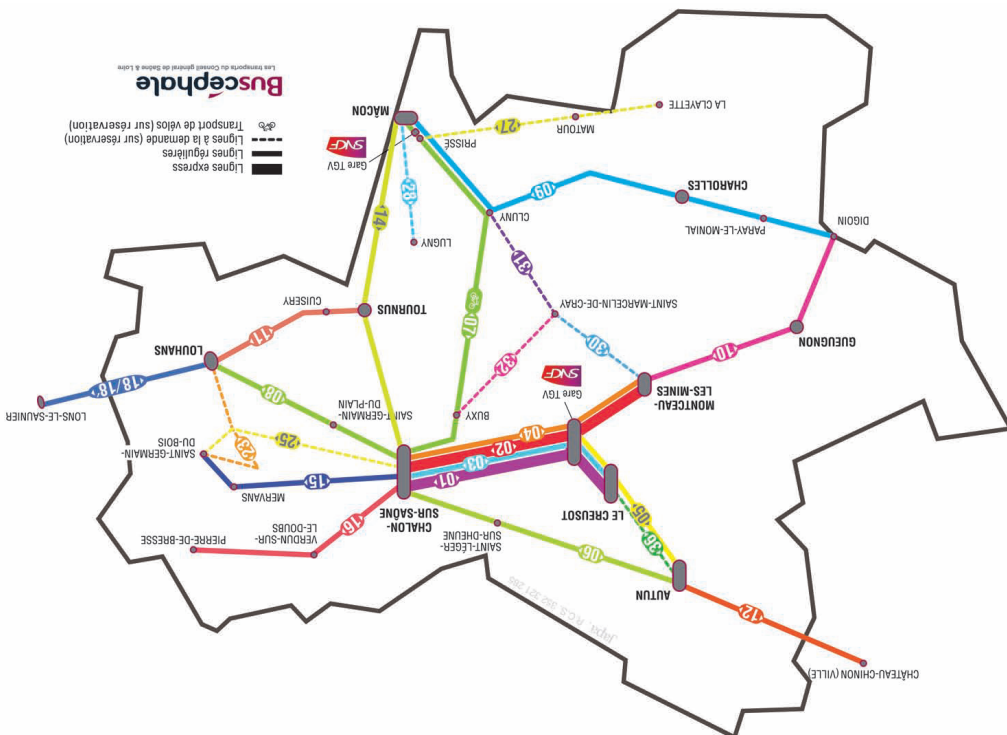 CHÂTEAU-CHINON (VILLE)
12
AUTUN
06
SAINT-LÉGER-
SUR-DHEUNE
36
05
LE CREUSOT
CHALON-
SUR-SAÔNE
VERDUN-SUR-
LE-DOUBS
PIERRE-DE-BRESSE
16
01
03
02
04
15
MERVANS
SAINT-GERMAIN-
DU-BOIS
25
24
Gare TGV
SNCF
MONTCEAU-
LES-MINES
BUXY
SAINT-GERMAIN-
DU-PLAIN
08
LOUHANS
18/18'
LONS-LE-SAUNIER
10
GUEUGNON
30
32
07
SAINT-MARCELIN-DE-CRAY
TOURNUS
11
CUISERY
31
DIGOIN
PARAY-LE-MONIAL
CHAROLLES
09
CLUNY
LUGNY
14
28
LA CLAYETTE
MATOUR
27
PRISSÉ
Gare TGV
SNCF
MÂCON
Lignes express
Lignes régulières
Lignes à la demande (sur réservation)
Transport de vélos (sur réservation)
Buscéphale
Les transports du Conseil général de Saône & Loire